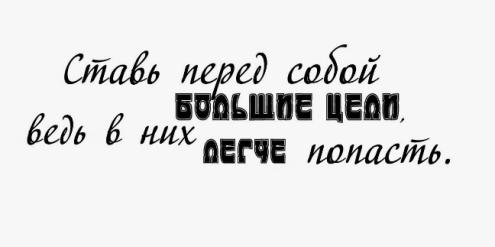 Ставь перед собой
БОЛЬШИЕ ЦЕЛИ,
ведь в них
ЛЕГЧЕ попасть.